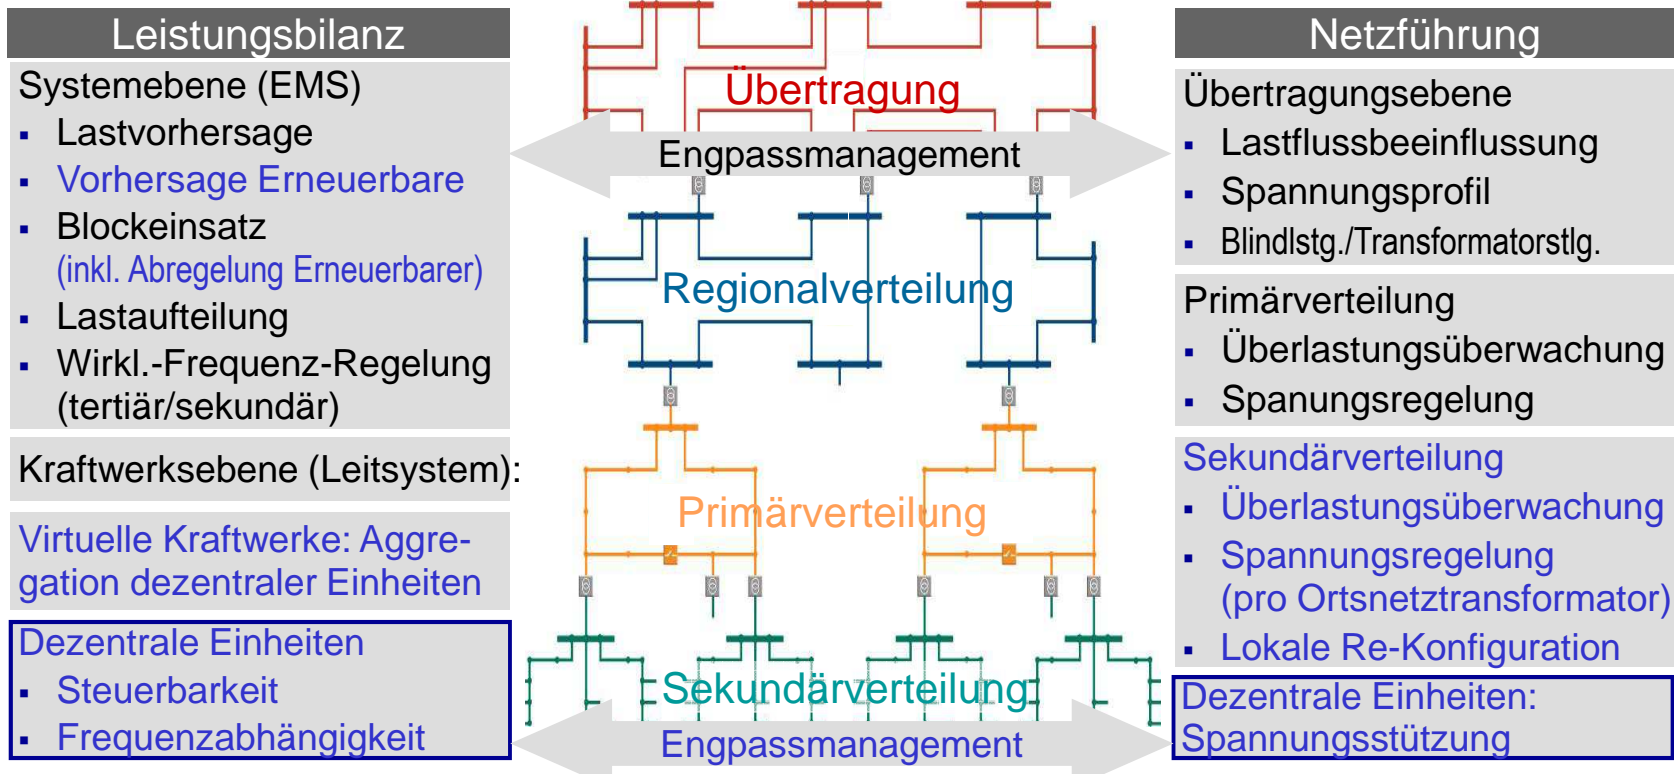 Leistungsbilanz
Systemebene (EMS)
▪ Lastvorhersage
▪ Vorhersage Erneuerbare
▪ Blockeinsatz
(inkl. Abregelung Erneuerbarer)
▪ Lastaufteilung
▪ Wirkl.-Frequenz-Regelung
(tertiär/sekundär)
Kraftwerksebene (Leitsystem):
Virtuelle Kraftwerke: Aggre-
gation dezentraler Einheiten
Dezentrale Einheiten
▪ Steuerbarkeit
▪ Frequenzabhängigkeit
Übertragung
Engpassmanagement
Regionalverteilung
Primärverteilung
Sekundärverteilung
Engpassmanagement
Netzführung
Übertragungsebene
▪ Lastflussbeeinflussung
▪ Spannungsprofil
▪ Blindlstg./Transformatorstlg.
Primärverteilung
▪ Überlastungsüberwachung
▪ Spanungsregelung
Sekundärverteilung
▪ Überlastungsüberwachung
▪ Spannungsregelung
(pro Ortsnetztransformator)
▪ Lokale Re-Konfiguration
Dezentrale Einheiten:
Spannungsstützung